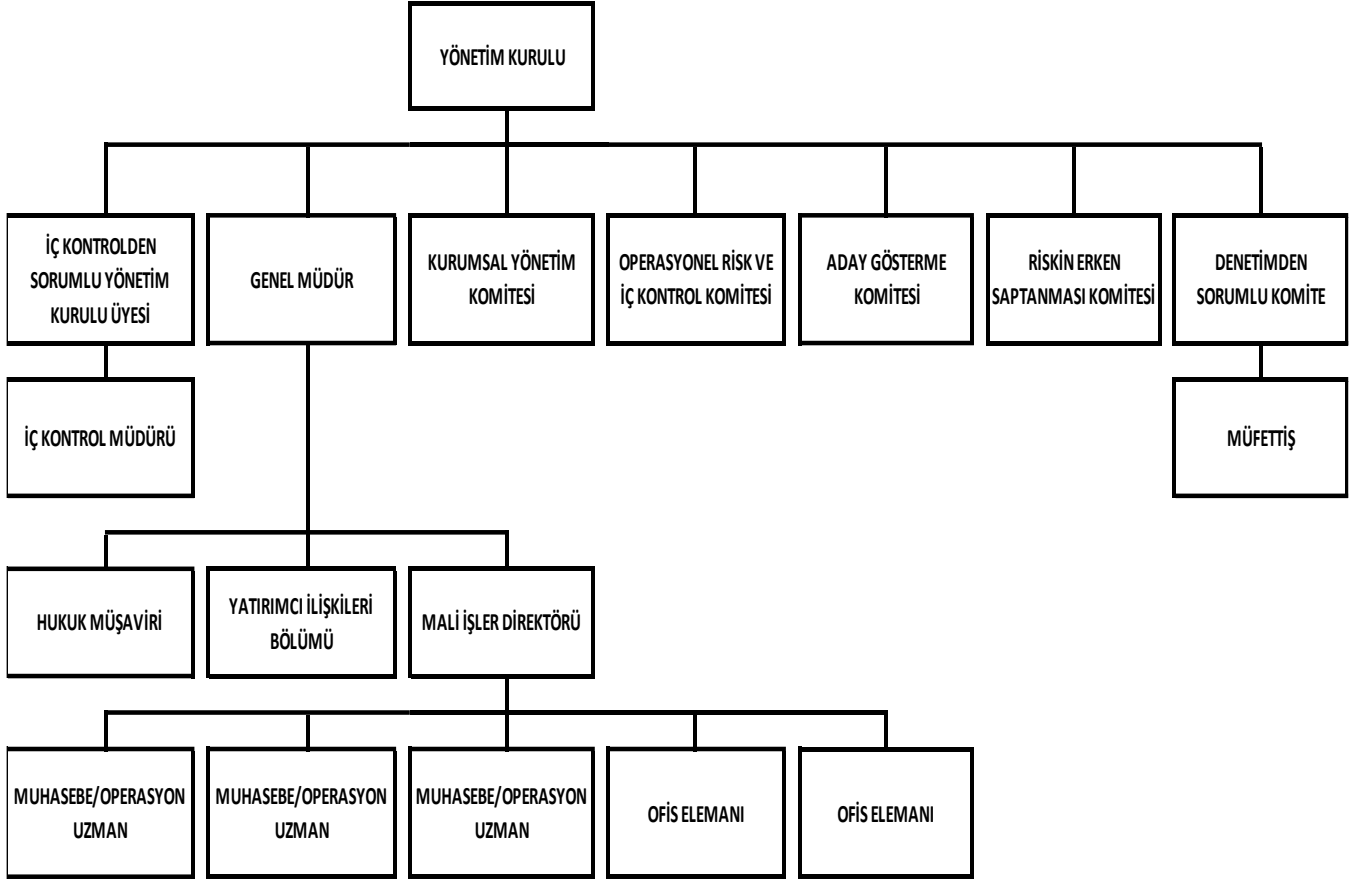 YÖNETİM KURULU
İÇ KONTROLDEN
SORUMLU YÖNETİM
KURULU ÜYESİ
GENEL MÜDÜR
KURUMSAL YÖNETİM
KOMİTESİ
OPERASYONEL RİSK VE
İÇ KONTROL KOMİTESİ
ADAY GÖSTERME
KOMİTESİ
RİSKİN ERKEN
SAPTANMASI KOMİTESİ
DENETİMDEN
SORUMLU KOMİTE
İÇ KONTROL MÜDÜRÜ
MÜFETTİŞ
HUKUK MÜŞAVİRİ
YATIRIMCI İLİŞKİLERİ
BÖLÜMÜ
MALİ İŞLER DİREKTÖRÜ
MUHASEBE/OPERASYON
UZMAN
MUHASEBE/OPERASYON
UZMAN
MUHASEBE/OPERASYON
UZMAN
OFİS ELEMANI
OFİS ELEMANI